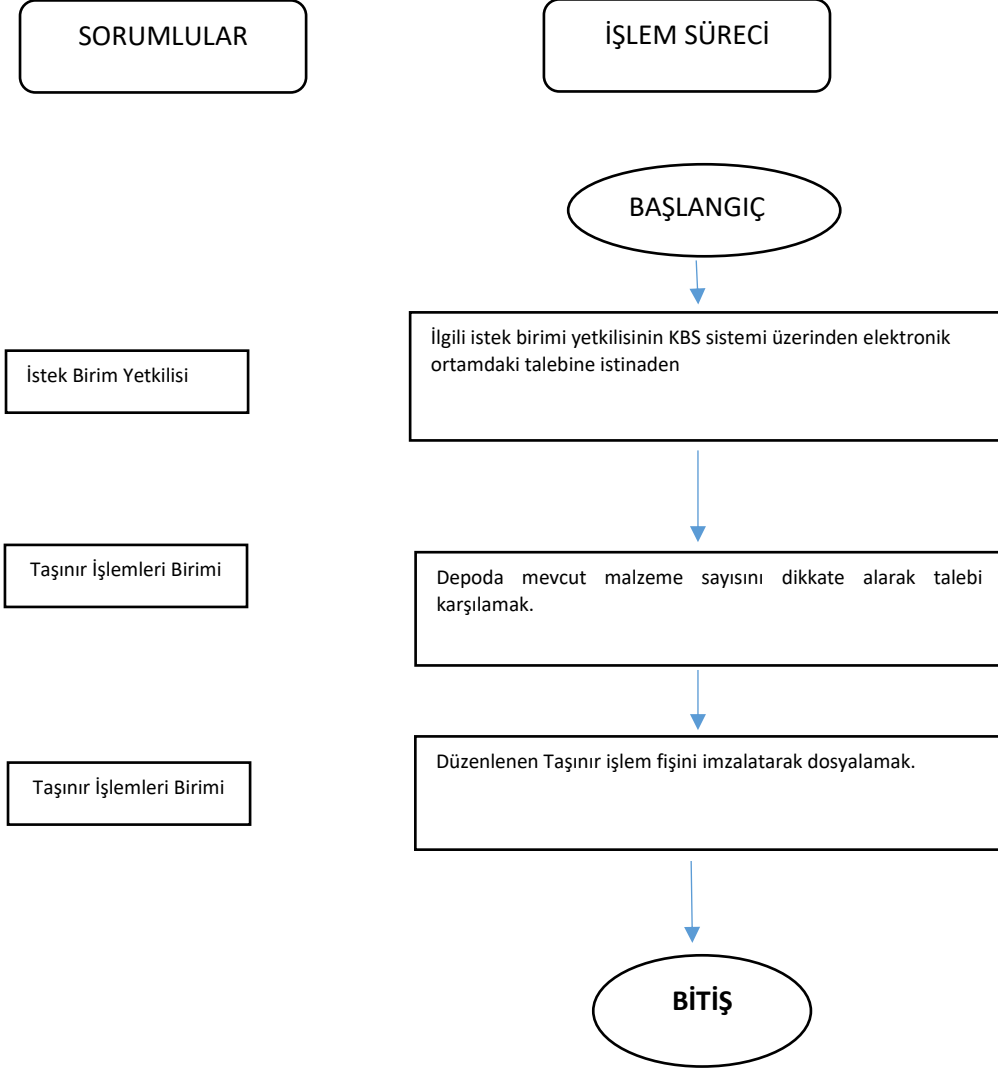 SORUMLULAR
İŞLEM SÜRECİ
BAŞLANGIÇ
İstek Birim Yetkilisi
İlgili istek birimi yetkilisinin KBS sistemi üzerinden elektronik
ortamdaki talebine istinaden
Taşınır İşlemleri Birimi
Depoda mevcut malzeme sayısını dikkate alarak talebi
karşılamak.
Taşınır İşlemleri Birimi
Düzenlenen Taşınır işlem fişini imzalatarak dosyalamak.
BİTİŞ